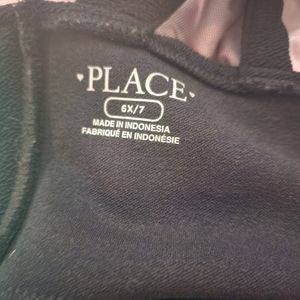 PLACE
6X/7
MADE IN INDONESIA
FABRIQUÉ EN INDONÉSIE